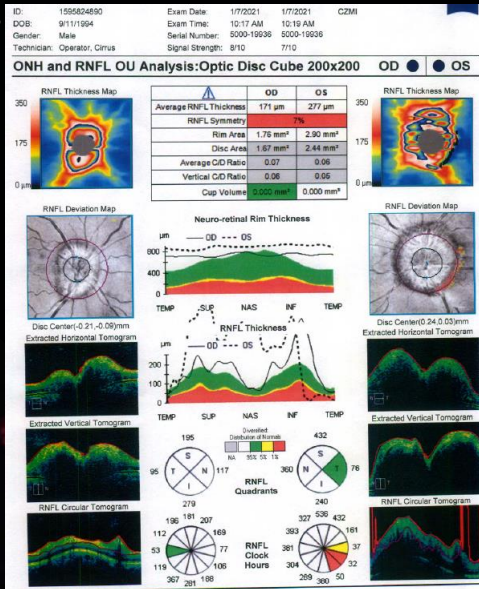 ID: 1595824890 Exam Date: 1/7/2021 1/7/2021 CZMI
DOB: 9/11/1994 Exam Time: 10:17 AM 10:19 AM
Gender: Male Serial Number: 5000-19936 5000-19936
Technician: Operator, Cirrus Signal Strength: 8/10 7/10
ONH and RNFL OU Analysis:Optic Disc Cube 200x200 OD OS
RNFL Thickness Map
350
175
0 µm
OD OS
Average RNFL Thickness 171 µm 277 µm
RNFL Symmetry 7%
Rim Area 1.76 mm² 2.90 mm²
Disc Area 1.67 mm² 2.44 mm²
Average C/D Ratio 0.07 0.06
Vertical C/D Ratio 0.06 0.05
Cup Volume 0.000 mm³ 0.000 mm³
RNFL Thickness Map
350
175
0 µm
RNFL Deviation Map
Disc Center(-0.21,-0.09)mm
Neuro-retinal Rim Thickness
µm OD OS
800
400
0
TEMP SUP NAS INF TEMP
RNFL Deviation Map
Disc Center(0.24,0.03)mm
Extracted Horizontal Tomogram
RNFL Thickness
µm OD OS
200
100
0
TEMP SUP NAS INF TEMP
Extracted Horizontal Tomogram
Extracted Vertical Tomogram
Diversified:
Distribution of Normals
NA 95% 5% 1%
195
95 S T N I 117
279
RNFL
Quadrants
432
360 S N T I 76
240
Extracted Vertical Tomogram
RNFL Circular Tomogram
196 181 207
112 169
53 77
119 106
367 281 188
RNFL
Clock
Hours
327 536 432
393 161
381 37
304 32
289 380 50
RNFL Circular Tomogram